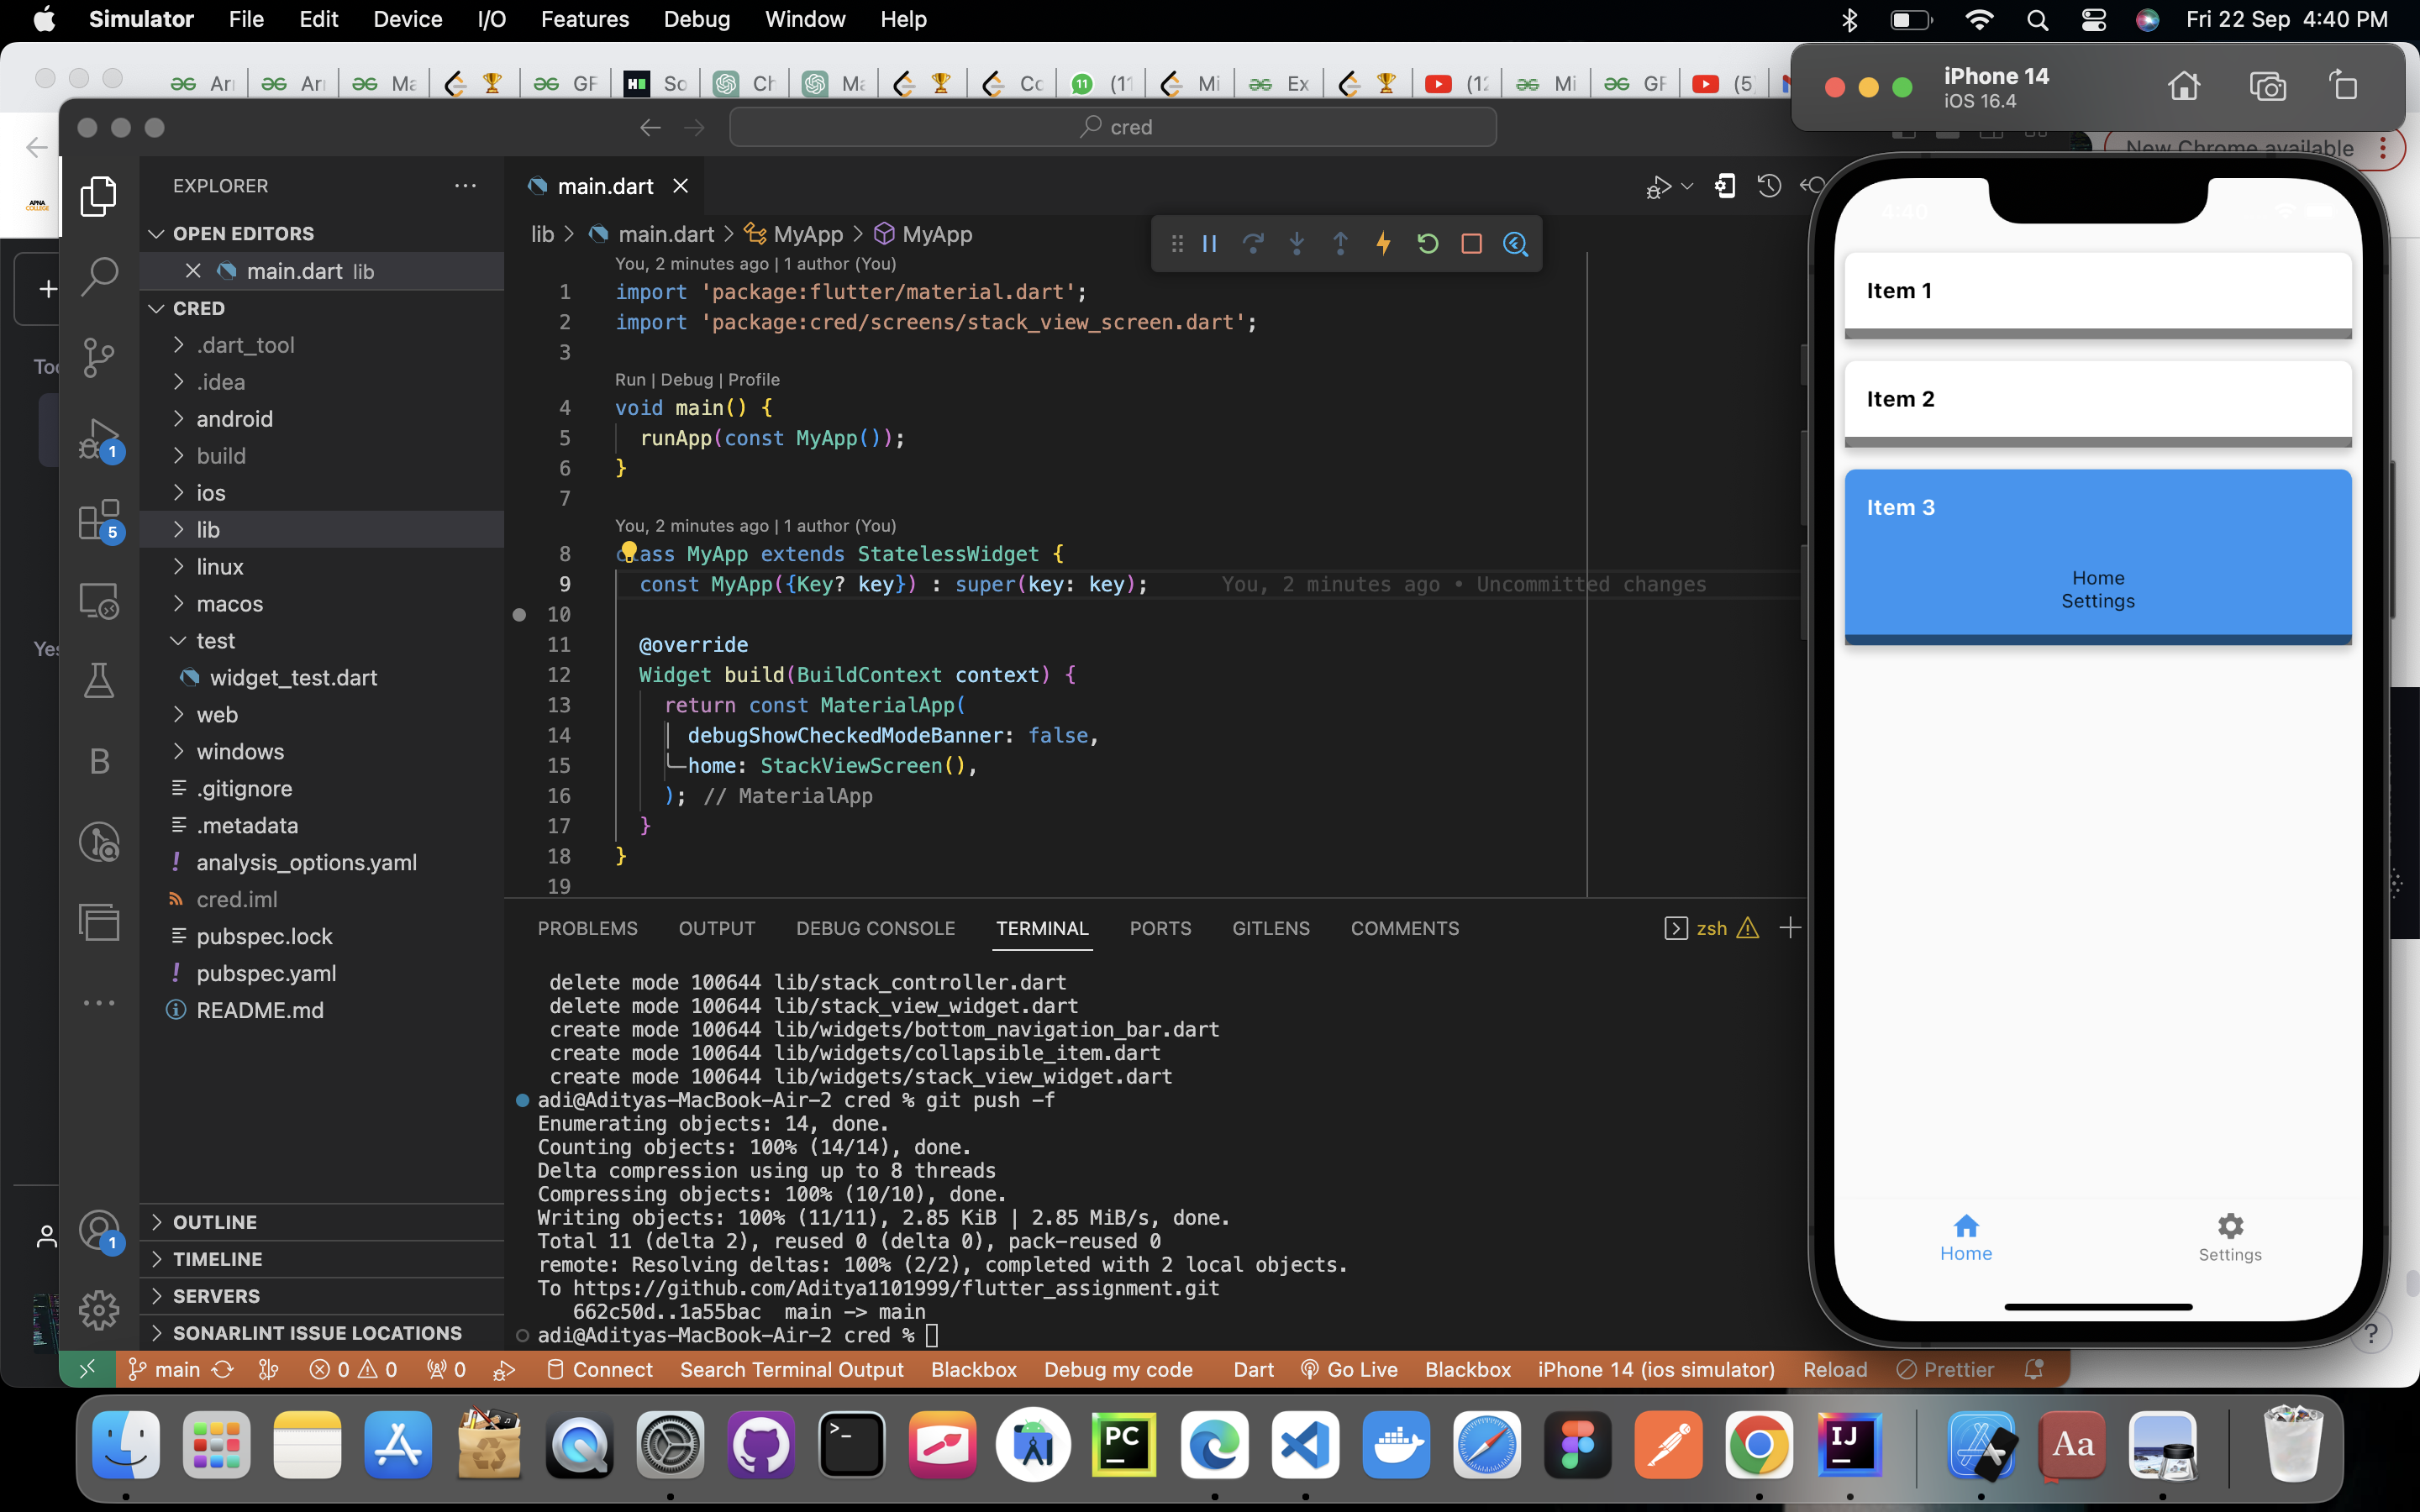 Simulator File Edit Device I/O Features Debug Window Help Fri 22 Sep 4:40 PM
Arr Arr Ma GF H So Ch Ma Co 11 (11 Mi Ex (12 Mi GF (5
iPhone 14
iOS 16.4
New Chrome available
cred
APNA
COLLEGE
EXPLORER
main.dart
OPEN EDITORS
main.dart lib
CRED
.dart_tool
.idea
android
build
ios
lib
linux
macos
test
widget_test.dart
web
windows
.gitignore
.metadata
analysis_options.yaml
cred.iml
pubspec.lock
pubspec.yaml
README.md
OUTLINE
TIMELINE
SERVERS
SONARLINT ISSUE LOCATIONS
1
5
B
1
lib > main.dart > MyApp > MyApp
You, 2 minutes ago | 1 author (You)
1 import 'package:flutter/material.dart';
2 import 'package:cred/screens/stack_view_screen.dart';
3
Run | Debug | Profile
4 void main() {
5 runApp(const MyApp());
6 }
7
You, 2 minutes ago | 1 author (You)
8 class MyApp extends StatelessWidget {
9 const MyApp({Key? key}) : super(key: key); You, 2 minutes ago • Uncommitted changes
10
11 @override
12 Widget build(BuildContext context) {
13 return const MaterialApp(
14 debugShowCheckedModeBanner: false,
15 home: StackViewScreen(),
16 ); // MaterialApp
17 }
18 }
19
PROBLEMS OUTPUT DEBUG CONSOLE TERMINAL PORTS GITLENS COMMENTS zsh
delete mode 100644 lib/stack_controller.dart
delete mode 100644 lib/stack_view_widget.dart
create mode 100644 lib/widgets/bottom_navigation_bar.dart
create mode 100644 lib/widgets/collapsible_item.dart
create mode 100644 lib/widgets/stack_view_widget.dart
adi@Adityas-MacBook-Air-2 cred % git push -f
Enumerating objects: 14, done.
Counting objects: 100% (14/14), done.
Delta compression using up to 8 threads
Compressing objects: 100% (10/10), done.
Writing objects: 100% (11/11), 2.85 KiB | 2.85 MiB/s, done.
Total 11 (delta 2), reused 0 (delta 0), pack-reused 0
remote: Resolving deltas: 100% (2/2), completed with 2 local objects.
To https://github.com/Aditya1101999/flutter_assignment.git
662c50d..1a55bac main -> main
adi@Adityas-MacBook-Air-2 cred %
main 0 0 0 Connect Search Terminal Output Blackbox Debug my code Dart Go Live Blackbox iPhone 14 (ios simulator) Reload Prettier
4:40
Item 1
Item 2
Item 3
Home
Settings
Home
Settings
?
PC
IJ
Aa